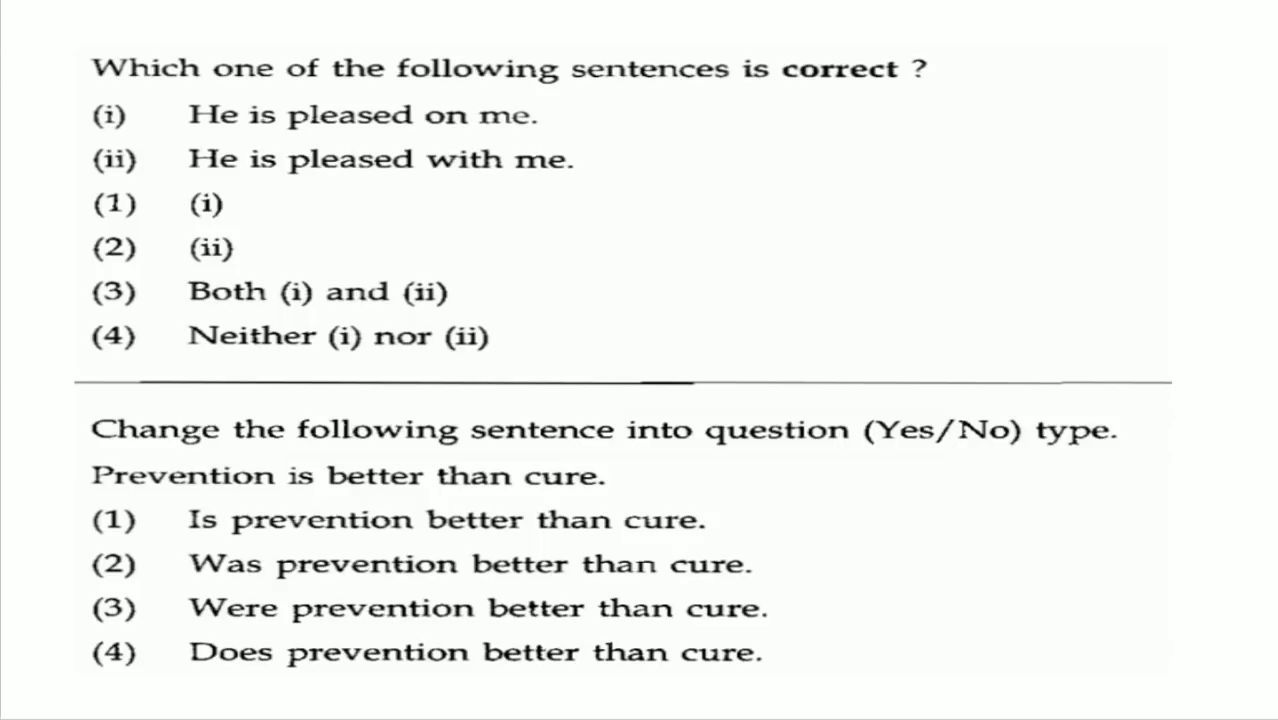 Which one of the following sentences is correct ?
(i) He is pleased on me.
(ii) He is pleased with me.
(1) (i)
(2) (ii)
(3) Both (i) and (ii)
(4) Neither (i) nor (ii)
Change the following sentence into question (Yes/No) type.
Prevention is better than cure.
(1) Is prevention better than cure.
(2) Was prevention better than cure.
(3) Were prevention better than cure.
(4) Does prevention better than cure.